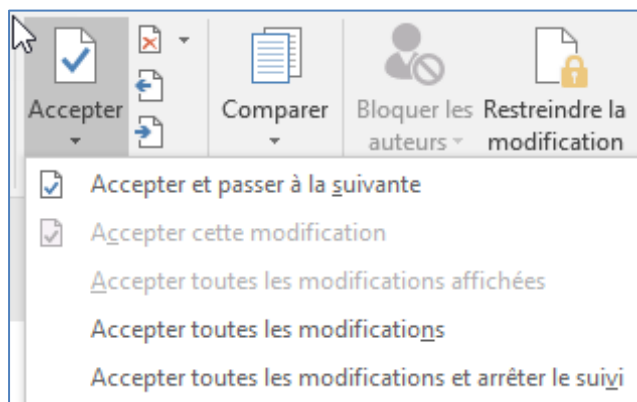 Accepter
Comparer
Bloquer les
auteurs
Restreindre la
modification
Accepter et passer à la suivante
Accepter cette modification
Accepter toutes les modifications affichées
Accepter toutes les modifications
Accepter toutes les modifications et arrêter le suivi